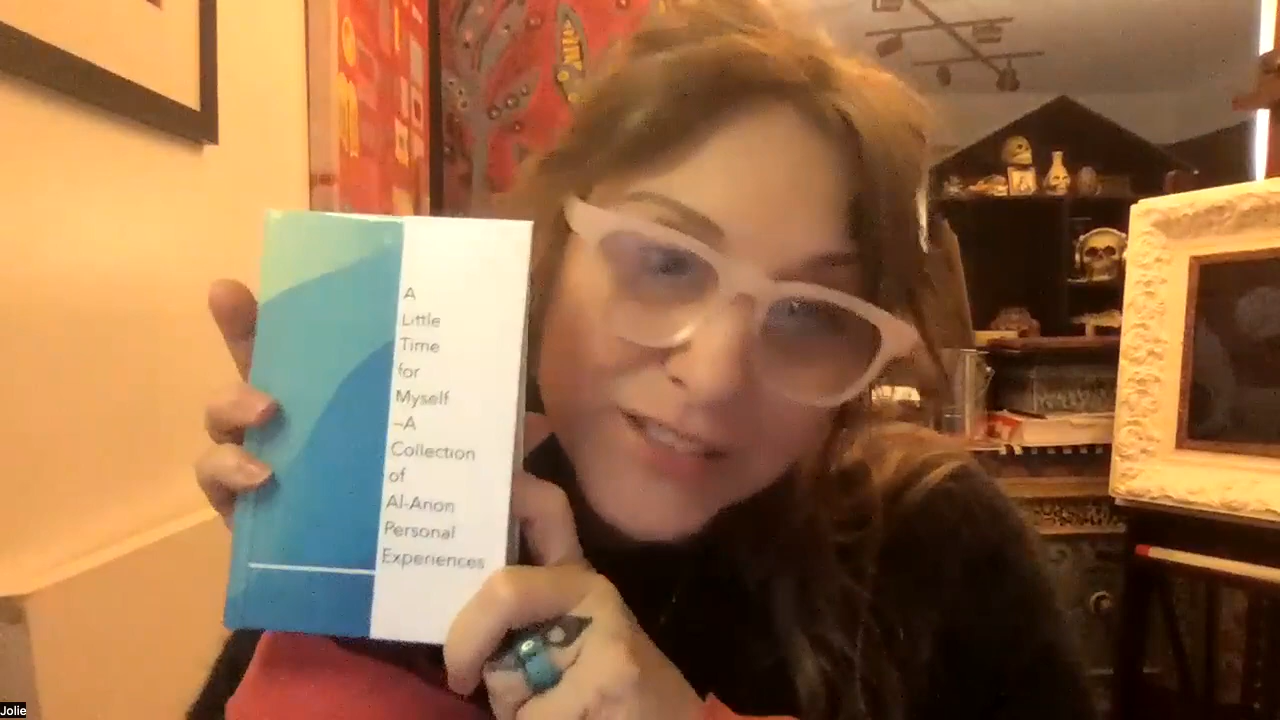 A
Little
Time
for
Myself
–A
Collection
of
Al-Anon
Personal
Experiences
Jolie